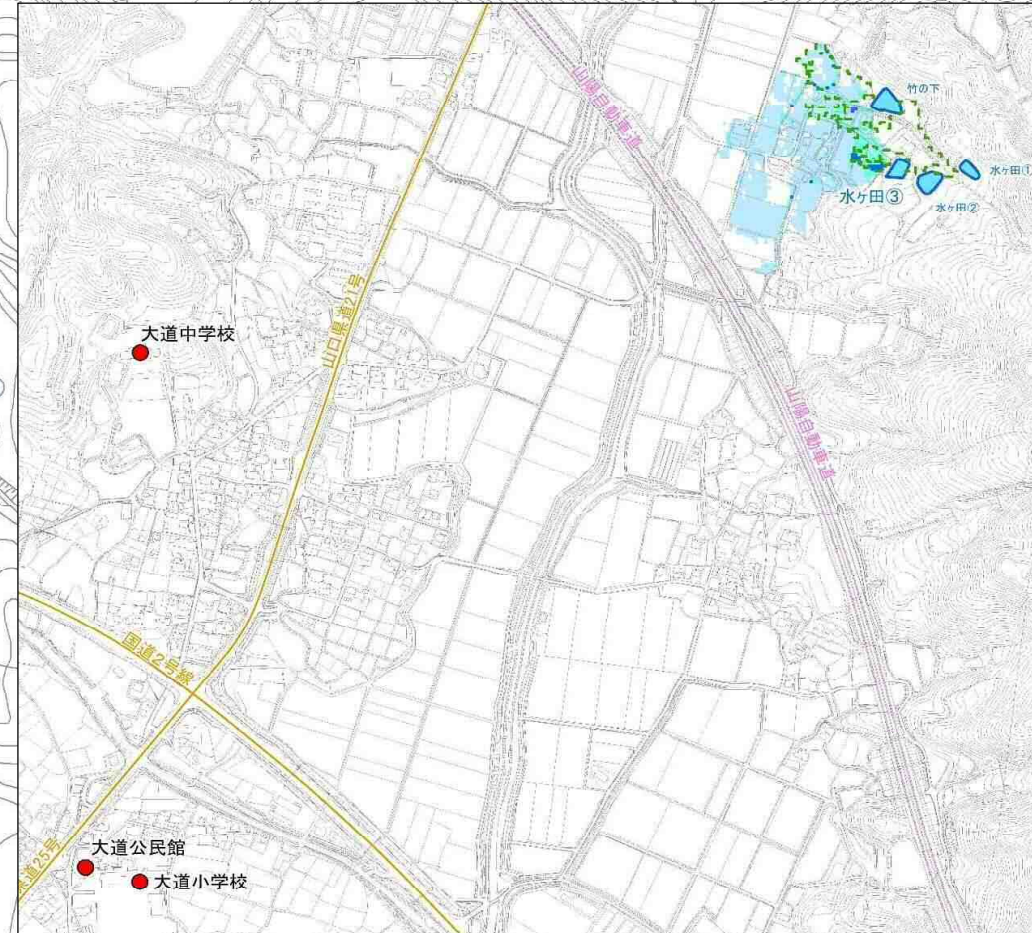 山陽自動車道
竹の下
水ヶ田①
水ヶ田③
水ヶ田②
山口県道21号
大道中学校
山陽自動車道
国道2号線
大道公民館
県道25号
大道小学校